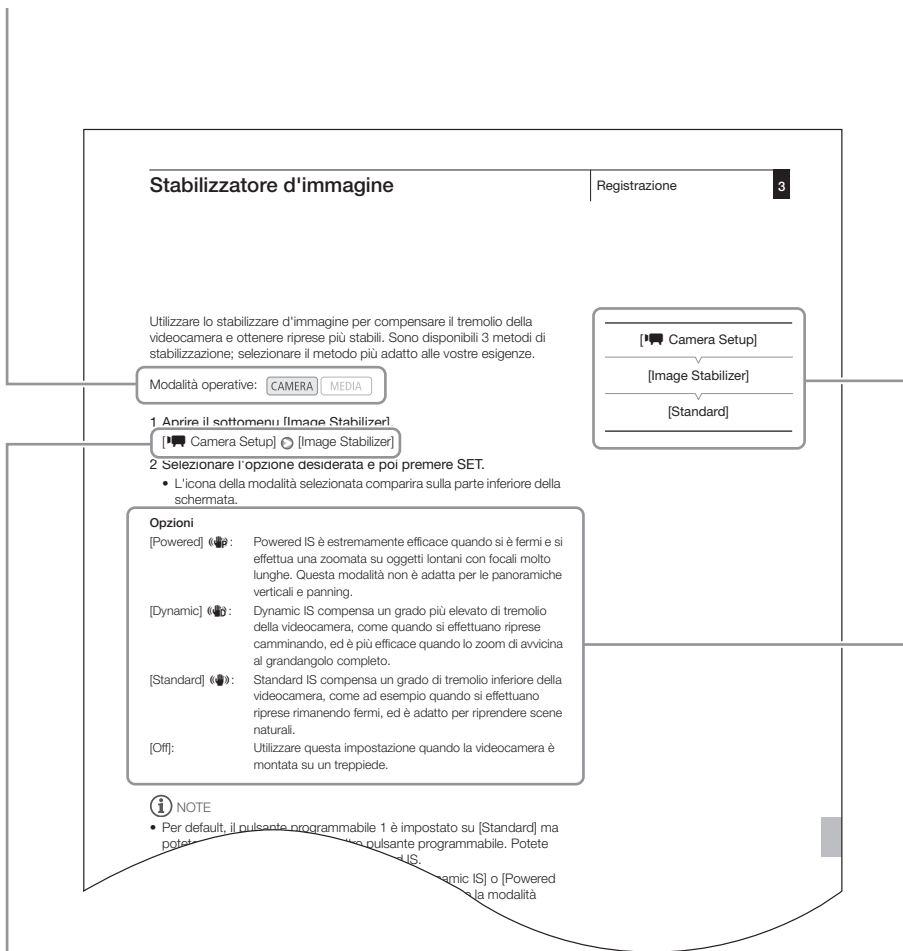 Stabilizzatore d'immagine
Registrazione
3
Utilizzare lo stabilizzare d'immagine per compensare il tremolio della
videocamera e ottenere riprese più stabili. Sono disponibili 3 metodi di
stabilizzazione; selezionare il metodo più adatto alle vostre esigenze.
Modalità operative: CAMERA MEDIA
1 Aprire il sottomenu [Image Stabilizer]
[Camera Setup] [Image Stabilizer]
2 Selezionare l'opzione desiderata e poi premere SET.
• L'icona della modalità selezionata comparira sulla parte inferiore della
schermata.
[Camera Setup]
[Image Stabilizer]
[Standard]
Opzioni
[Powered] : Powered IS è estremamente efficace quando si è fermi e si
effettua una zoomata su oggetti lontani con focali molto
lunghe. Questa modalità non è adatta per le panoramiche
verticali e panning.
[Dynamic] : Dynamic IS compensa un grado più elevato di tremolio
della videocamera, come quando si effettuano riprese
camminando, ed è più efficace quando lo zoom di avvicina
al grandangolo completo.
[Standard] : Standard IS compensa un grado di tremolio inferiore della
videocamera, come ad esempio quando si effettuano
riprese rimanendo fermi, ed è adatto per riprendere scene
naturali.
[Off]: Utilizzare questa impostazione quando la videocamera è
montata su un treppiede.
NOTE
• Per default, il pulsante programmabile 1 è impostato su [Standard] ma
pulsante programmabile. Potete
IS.
IS] o [Powered
la modalità